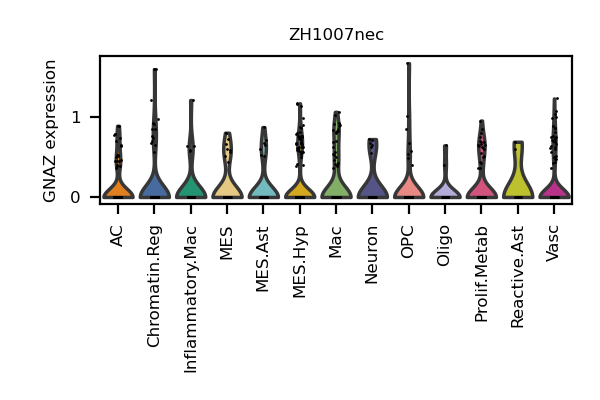 ZH1007nec
GNAZ expression
1
0
AC
Chromatin.Reg
Inflammatory.Mac
MES
MES.Ast
MES.Hyp
Mac
Neuron
OPC
Oligo
Prolif.Metab
Reactive.Ast
Vasc